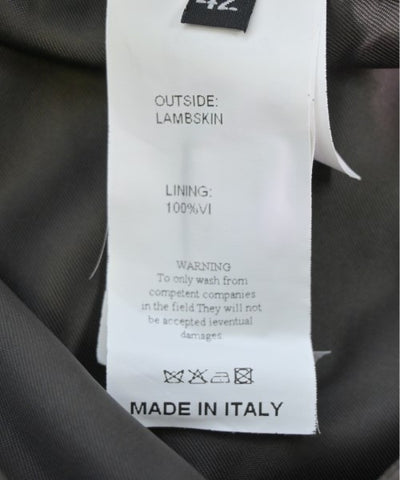 42
OUTSIDE:
LAMBSKIN
LINING:
100%VI
WARNING
To only wash from
competent companies
in the field They will not
be accepted ieventual
damages
MADE IN ITALY